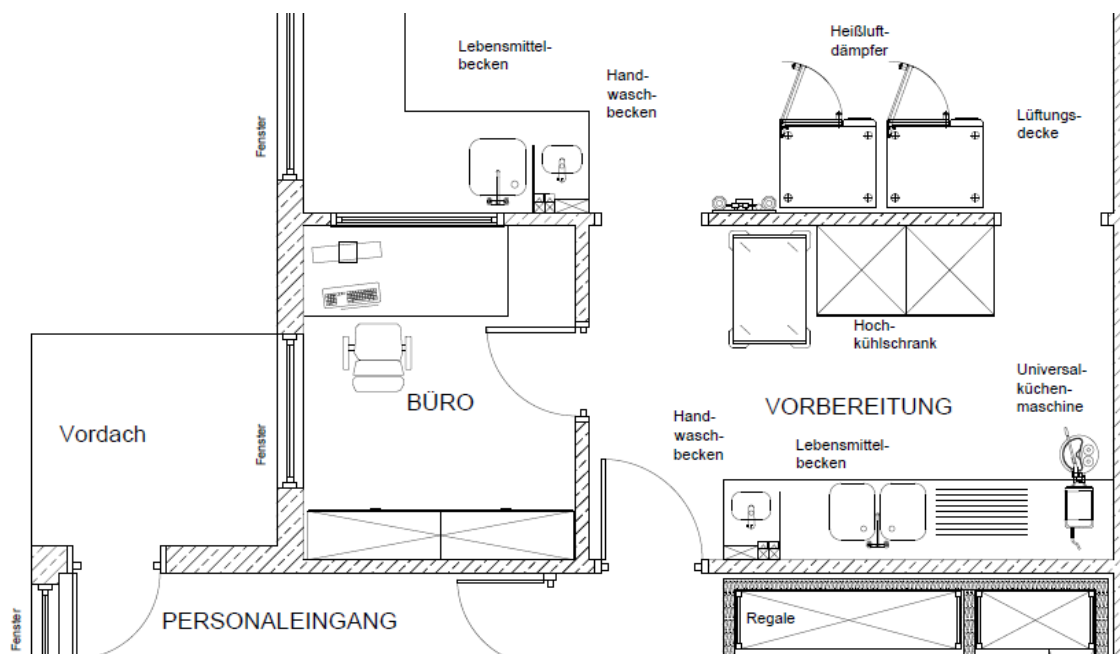 Lebensmittel-
becken
Hand-
wasch-
becken
Heißluft-
dämpfer
Lüftungs-
decke
Fenster
Hoch-
kühlschrank
Universal-
küchen-
maschine
BÜRO
VORBEREITUNG
Vordach
Fenster
Hand-
wasch-
becken
Lebensmittel-
becken
PERSONALEINGANG
Regale
Fenster